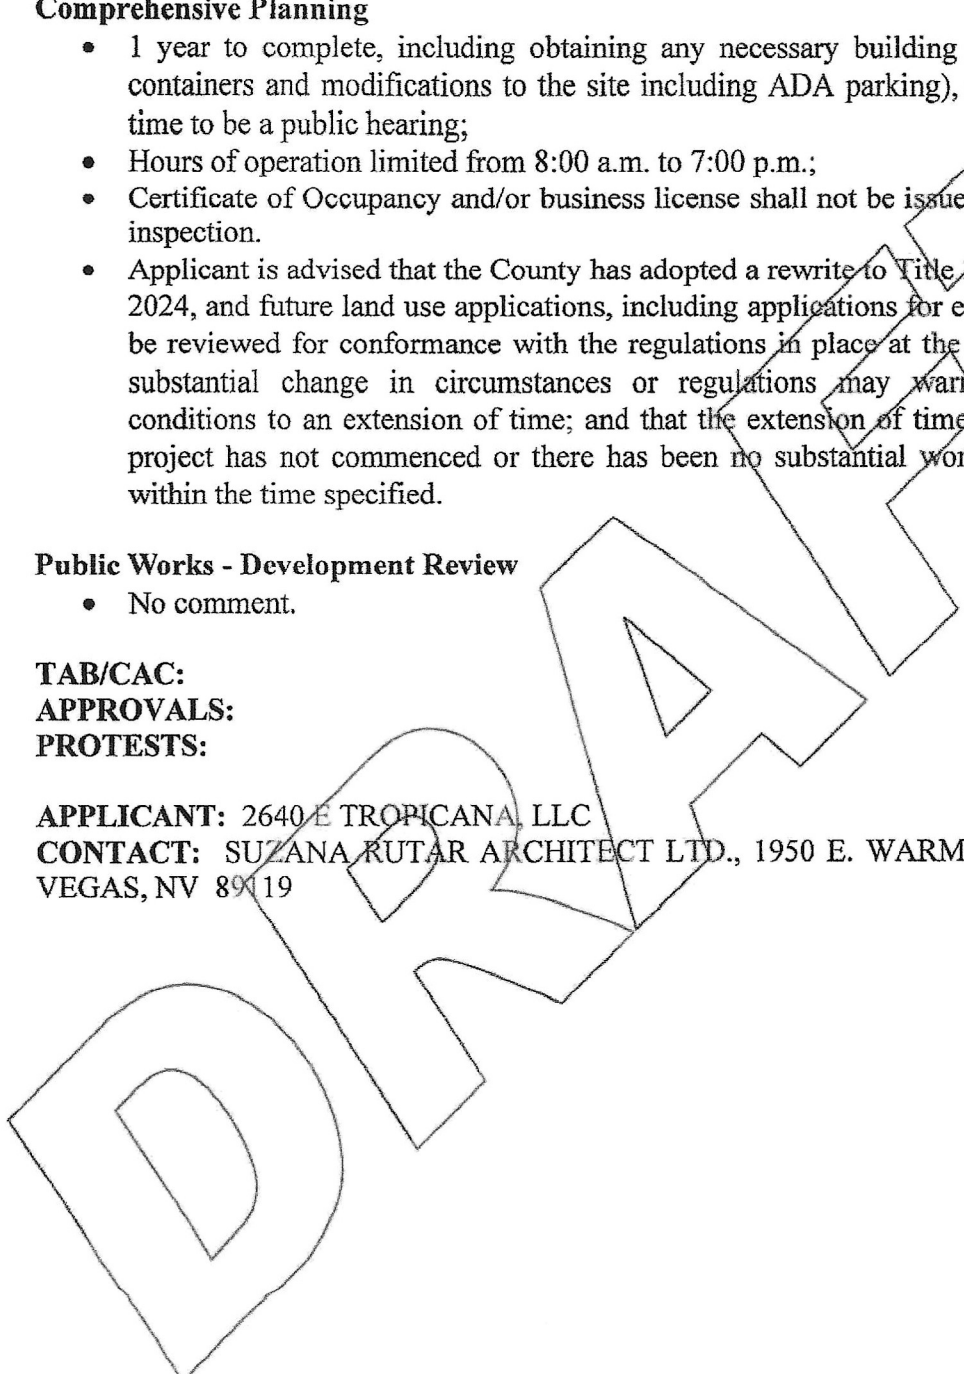 Comprehensive Planning
• 1 year to complete, including obtaining any necessary building
containers and modifications to the site including ADA parking),
time to be a public hearing;
• Hours of operation limited from 8:00 a.m. to 7:00 p.m.;
• Certificate of Occupancy and/or business license shall not be issue
inspection.
• Applicant is advised that the County has adopted a rewrite to Title
2024, and future land use applications, including applications for e
be reviewed for conformance with the regulations in place at the
substantial change in circumstances or regulations may warr
conditions to an extension of time; and that the extension of time
project has not commenced or there has been no substantial wor
within the time specified.
Public Works - Development Review
• No comment.
TAB/CAC:
APPROVALS:
PROTESTS:
APPLICANT: 2640 E TROPICANA, LLC
CONTACT: SUZANA RUTAR ARCHITECT LTD., 1950 E. WARM
VEGAS, NV 89119
DRAFT